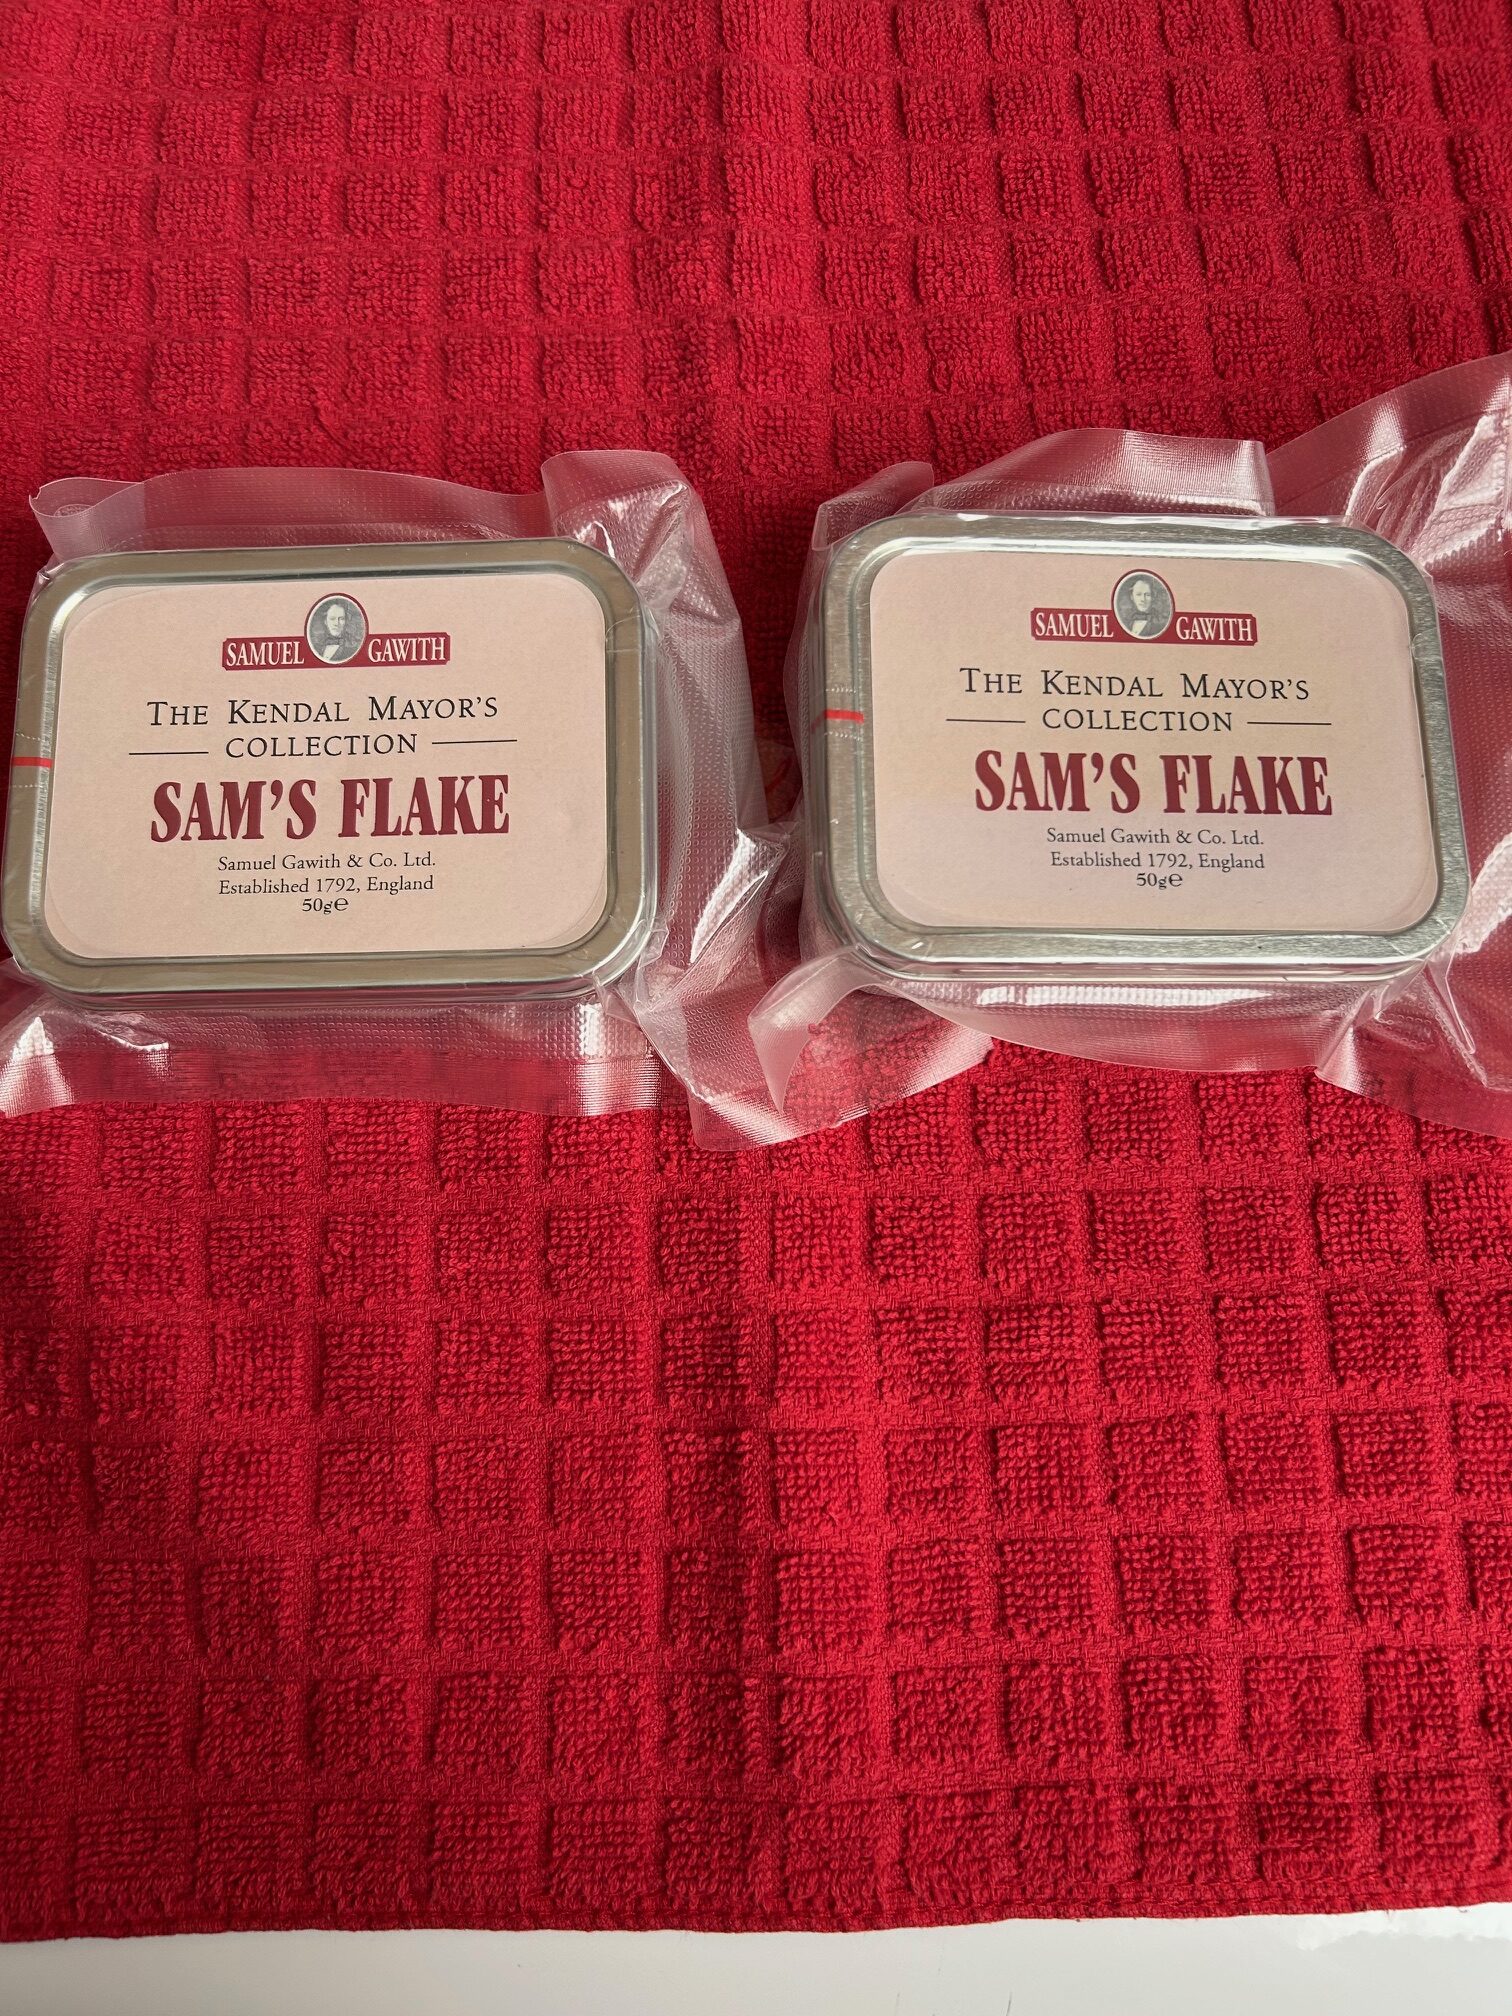 SAMUEL GAWITH
THE KENDAL MAYOR'S
COLLECTION
SAM'S FLAKE
Samuel Gawith & Co. Ltd.
Established 1792, England
50g℮
SAMUEL GAWITH
THE KENDAL MAYOR'S
COLLECTION
SAM'S FLAKE
Samuel Gawith & Co. Ltd.
Established 1792, England
50g℮